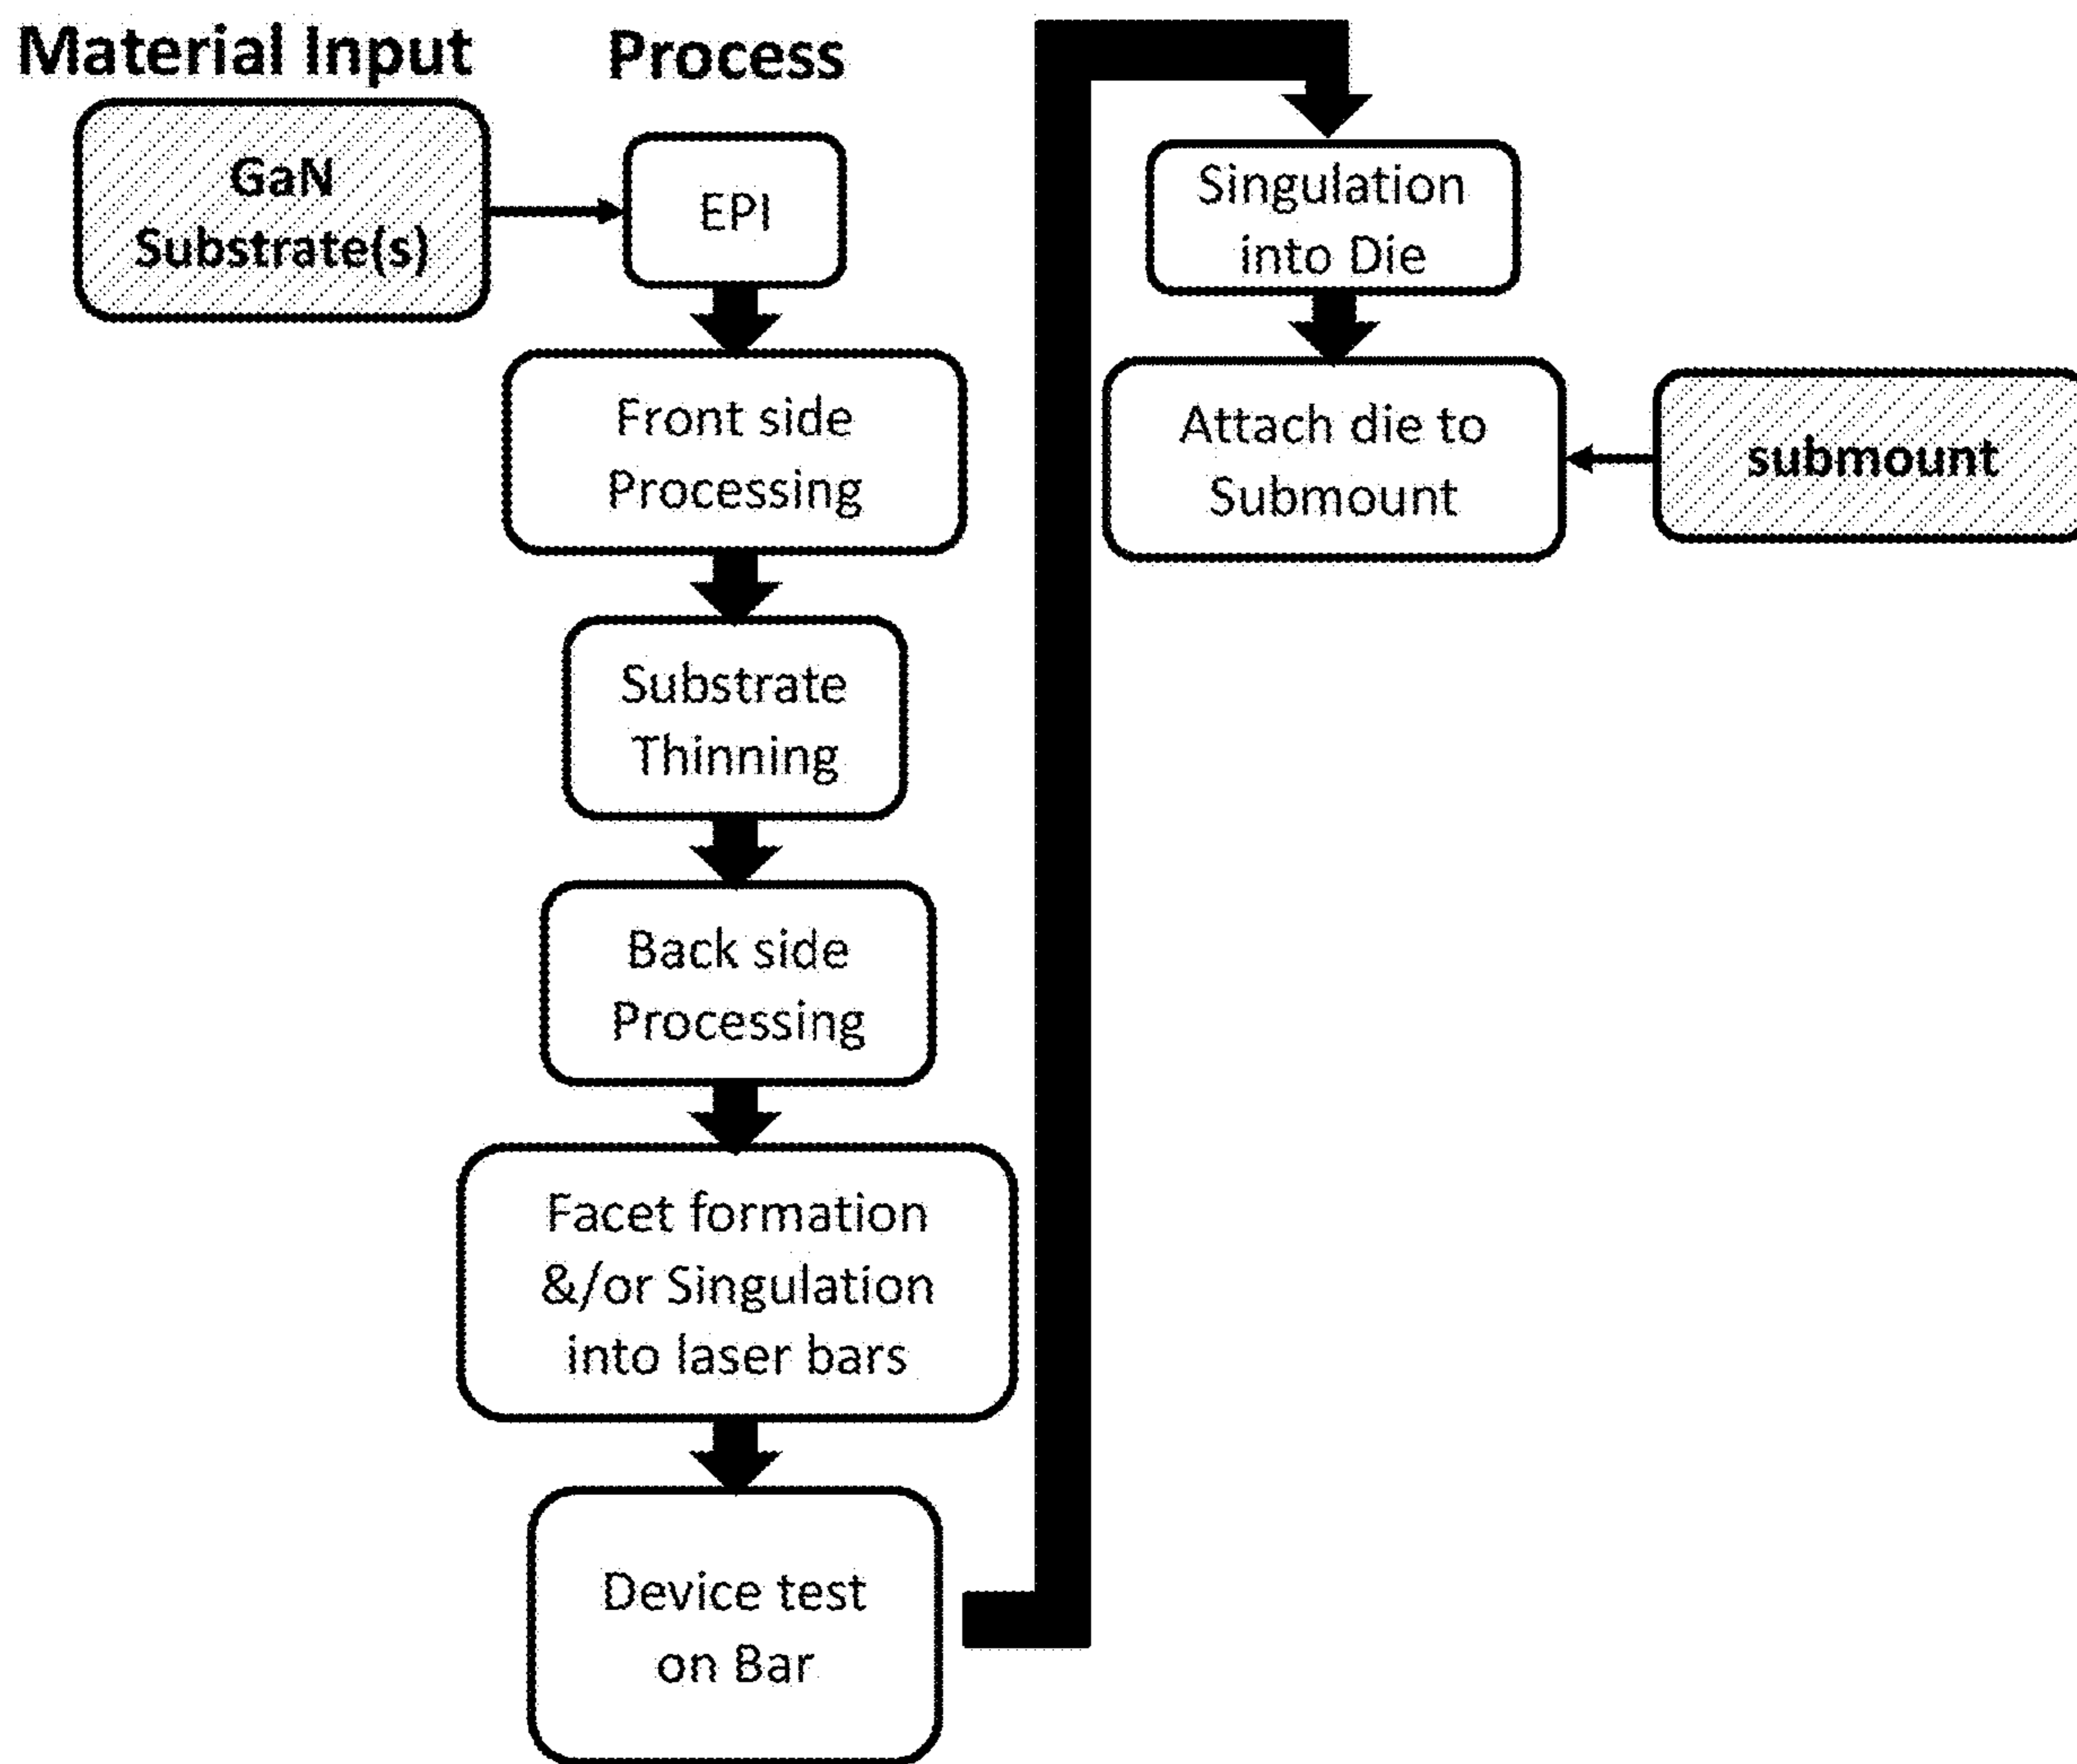 Material Input
Process
GaN
Substrate(s)
EPI
Front side
Processing
Substrate
Thinning
Back side
Processing
Facet formation
&/or Singulation
into laser bars
Device test
on Bar
Singulation
into Die
Attach die to
Submount
submount